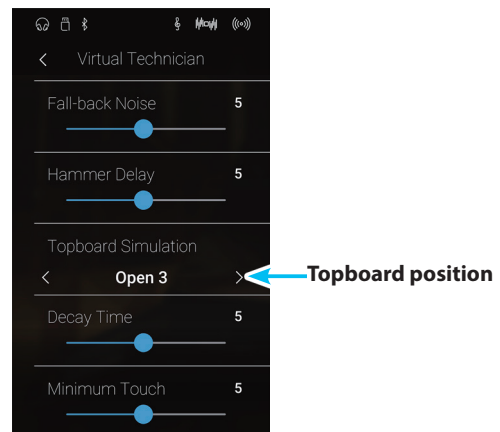 Virtual Technician
Fall-back Noise 5
Hammer Delay 5
Topboard Simulation
Open 3
Topboard position
Decay Time 5
Minimum Touch 5